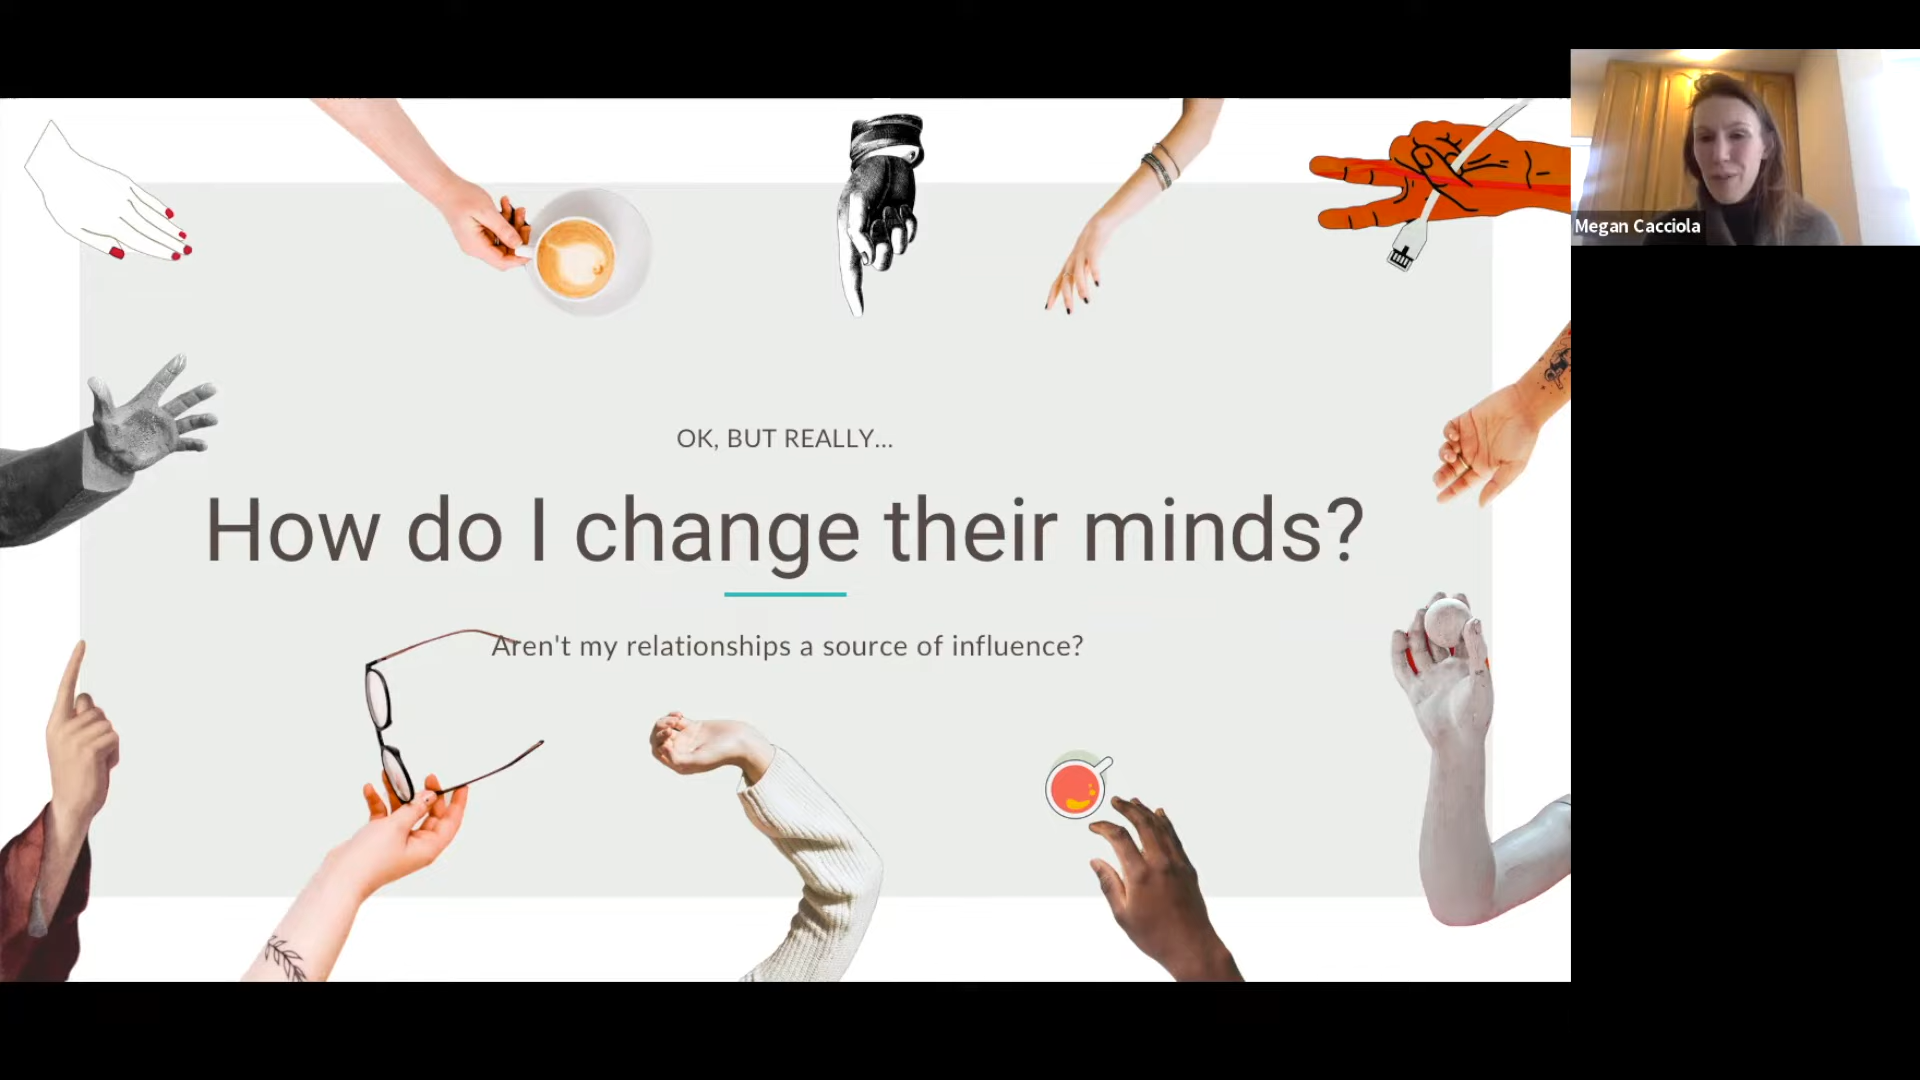 OK, BUT REALLY...
How do I change their minds?
Aren't my relationships a source of influence?
Megan Cacciola